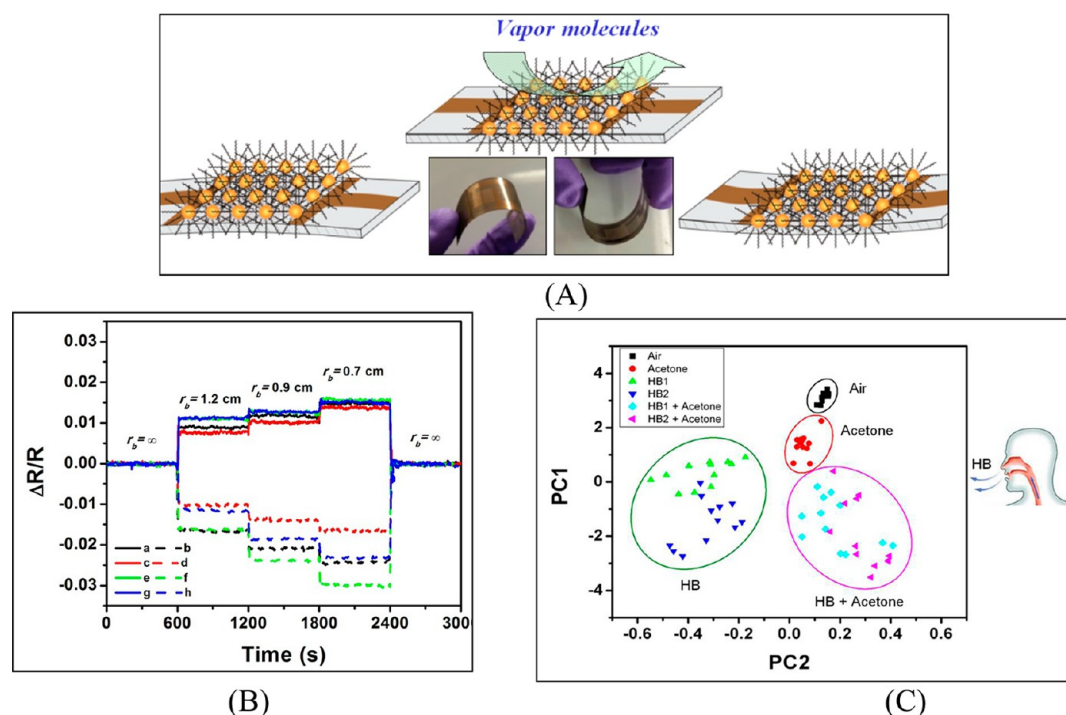 Vapor molecules
(A)
0.03
0.02
0.01
0.00
-0.01
-0.02
-0.03
ΔR/R
r_b = ∞
r_b = 1.2 cm
r_b = 0.9 cm
r_b = 0.7 cm
r_b = ∞
a b
c d
e f
g h
0 600 1200 1800 2400 3000
Time (s)
(B)
4
2
0
-2
-4
PC1
Air
Acetone
HB1
HB2
HB1 + Acetone
HB2 + Acetone
Air
Acetone
HB
HB + Acetone
HB
-0.6 -0.4 -0.2 0.0 0.2 0.4 0.6
PC2
(C)